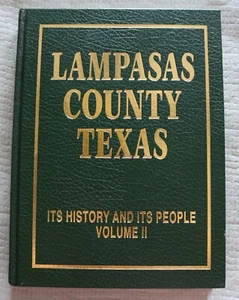 LAMPASAS
COUNTY
TEXAS
ITS HISTORY AND ITS PEOPLE
VOLUME II